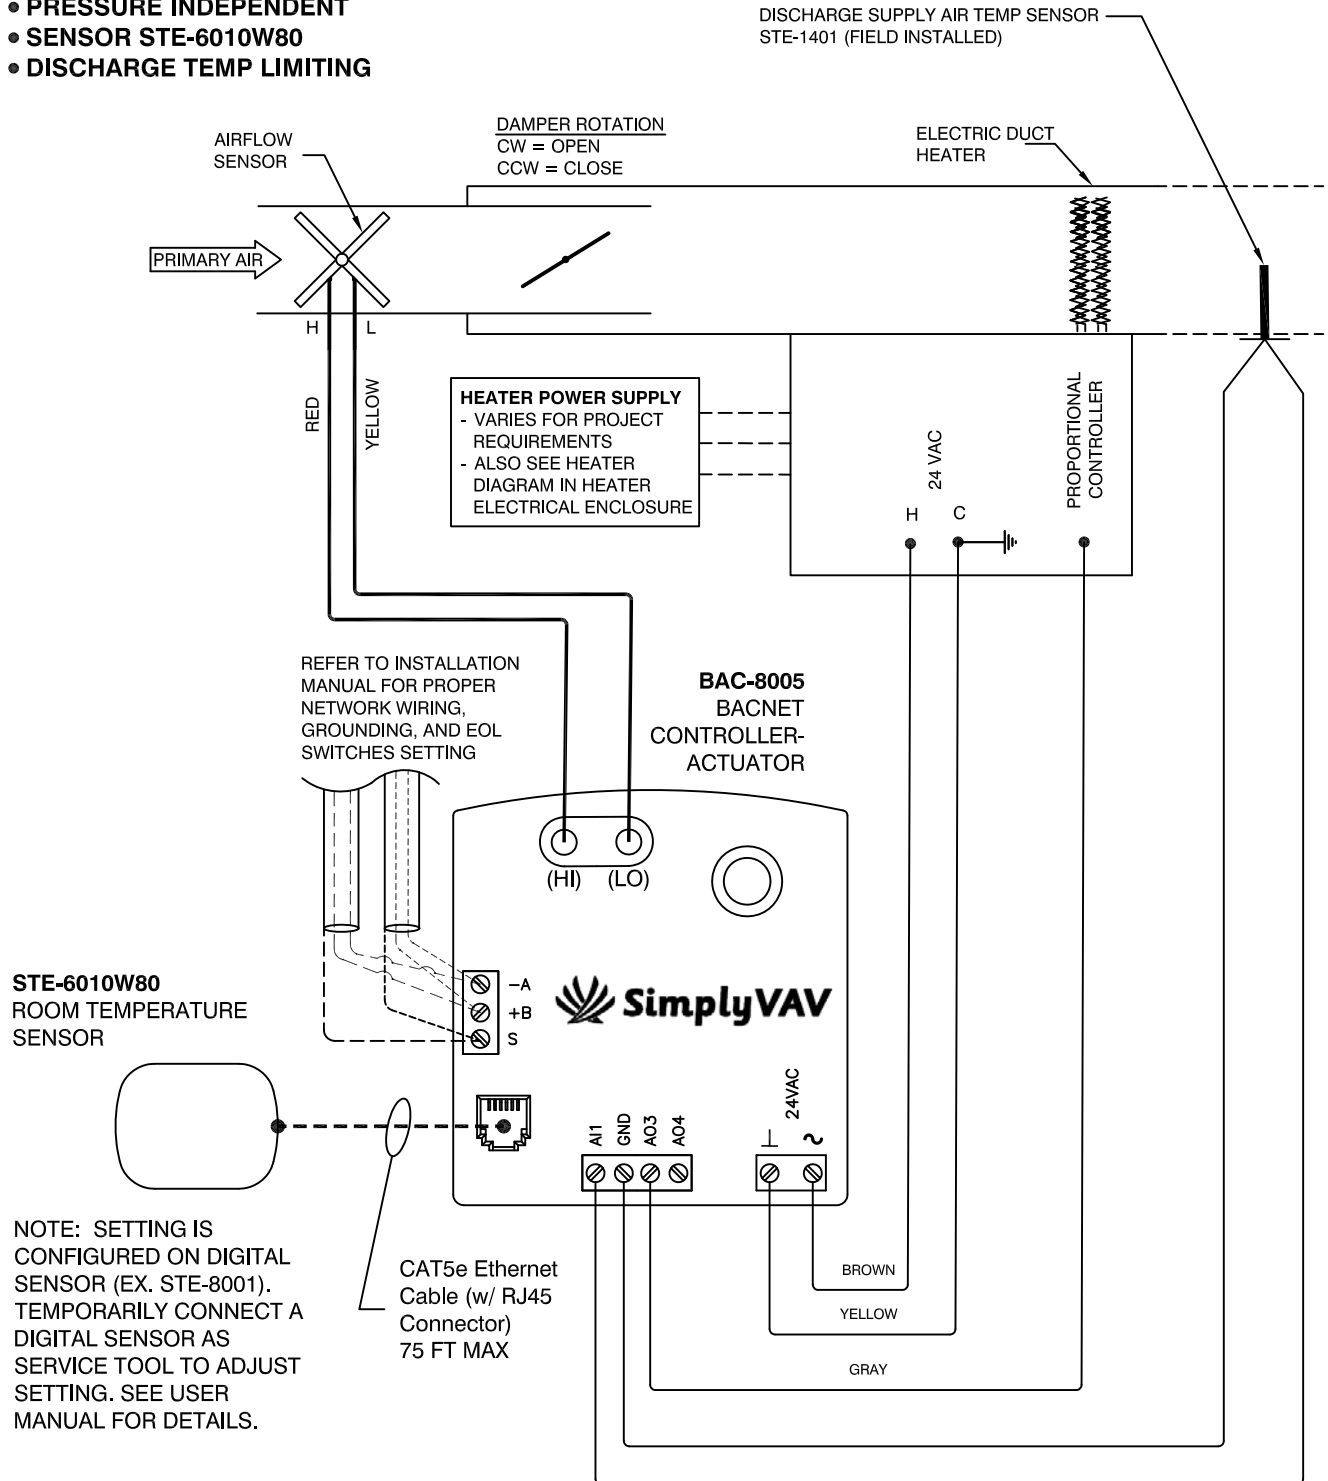 • PRESSURE INDEPENDENT
• SENSOR STE-6010W80
• DISCHARGE TEMP LIMITING
DISCHARGE SUPPLY AIR TEMP SENSOR
STE-1401 (FIELD INSTALLED)
AIRFLOW
SENSOR
DAMPER ROTATION
CW = OPEN
CCW = CLOSE
ELECTRIC DUCT
HEATER
PRIMARY AIR
H
L
RED
YELLOW
HEATER POWER SUPPLY
- VARIES FOR PROJECT
REQUIREMENTS
- ALSO SEE HEATER
DIAGRAM IN HEATER
ELECTRICAL ENCLOSURE
24 VAC
H
C
PROPORTIONAL
CONTROLLER
REFER TO INSTALLATION
MANUAL FOR PROPER
NETWORK WIRING,
GROUNDING, AND EOL
SWITCHES SETTING
BAC-8005
BACNET
CONTROLLER-
ACTUATOR
(HI)
(LO)
-A
+B
S
SimplyVAV
STE-6010W80
ROOM TEMPERATURE
SENSOR
AI1
GND
AO3
AO4
24VAC
NOTE: SETTING IS
CONFIGURED ON DIGITAL
SENSOR (EX. STE-8001).
TEMPORARILY CONNECT A
DIGITAL SENSOR AS
SERVICE TOOL TO ADJUST
SETTING. SEE USER
MANUAL FOR DETAILS.
CAT5e Ethernet
Cable (w/ RJ45
Connector)
75 FT MAX
BROWN
YELLOW
GRAY